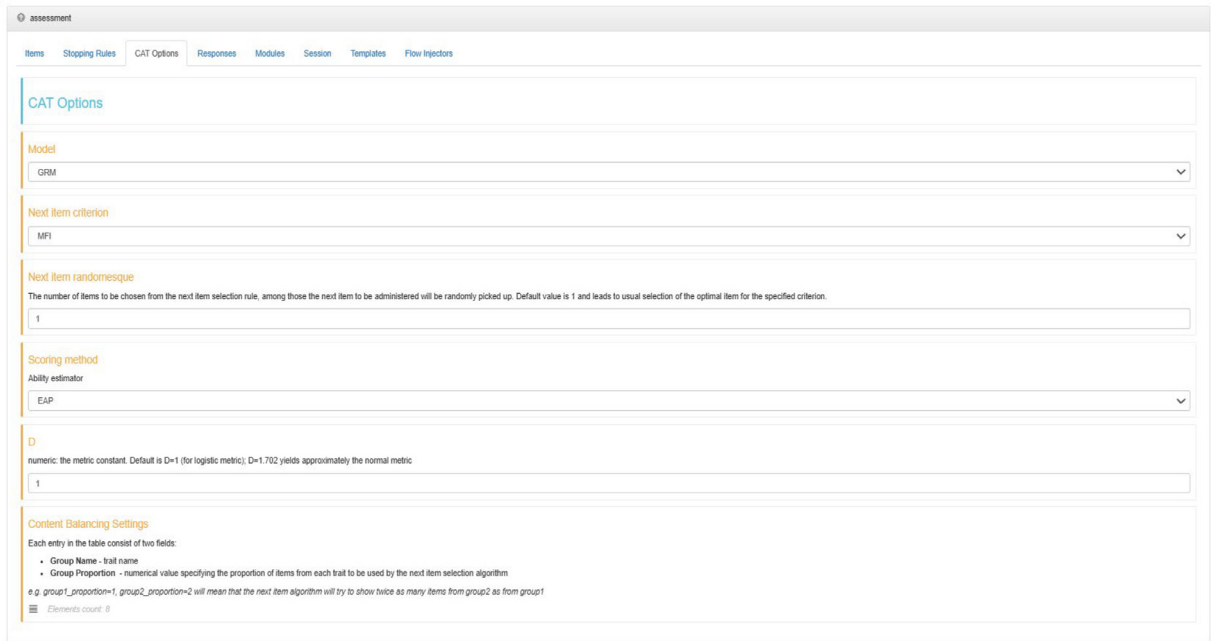 assessment
Items Stopping Rules CAT Options Responses Modules Session Templates Flow Injectors
CAT Options
Model
GRM
Next item criterion
MFI
Next item randomesque
The number of items to be chosen from the next item selection rule, among those the next item to be administered will be randomly picked up. Default value is 1 and leads to usual selection of the optimal item for the specified criterion.
1
Scoring method
Ability estimator
EAP
D
numeric: the metric constant. Default is D=1 (for logistic metric); D=1.702 yields approximately the normal metric
1
Content Balancing Settings
Each entry in the table consist of two fields:
• Group Name - trait name
• Group Proportion - numerical value specifying the proportion of items from each trait to be used by the next item selection algorithm
e.g. group1_proportion=1, group2_proportion=2 will mean that the next item algorithm will try to show twice as many items from group2 as from group1
Elements count: 8